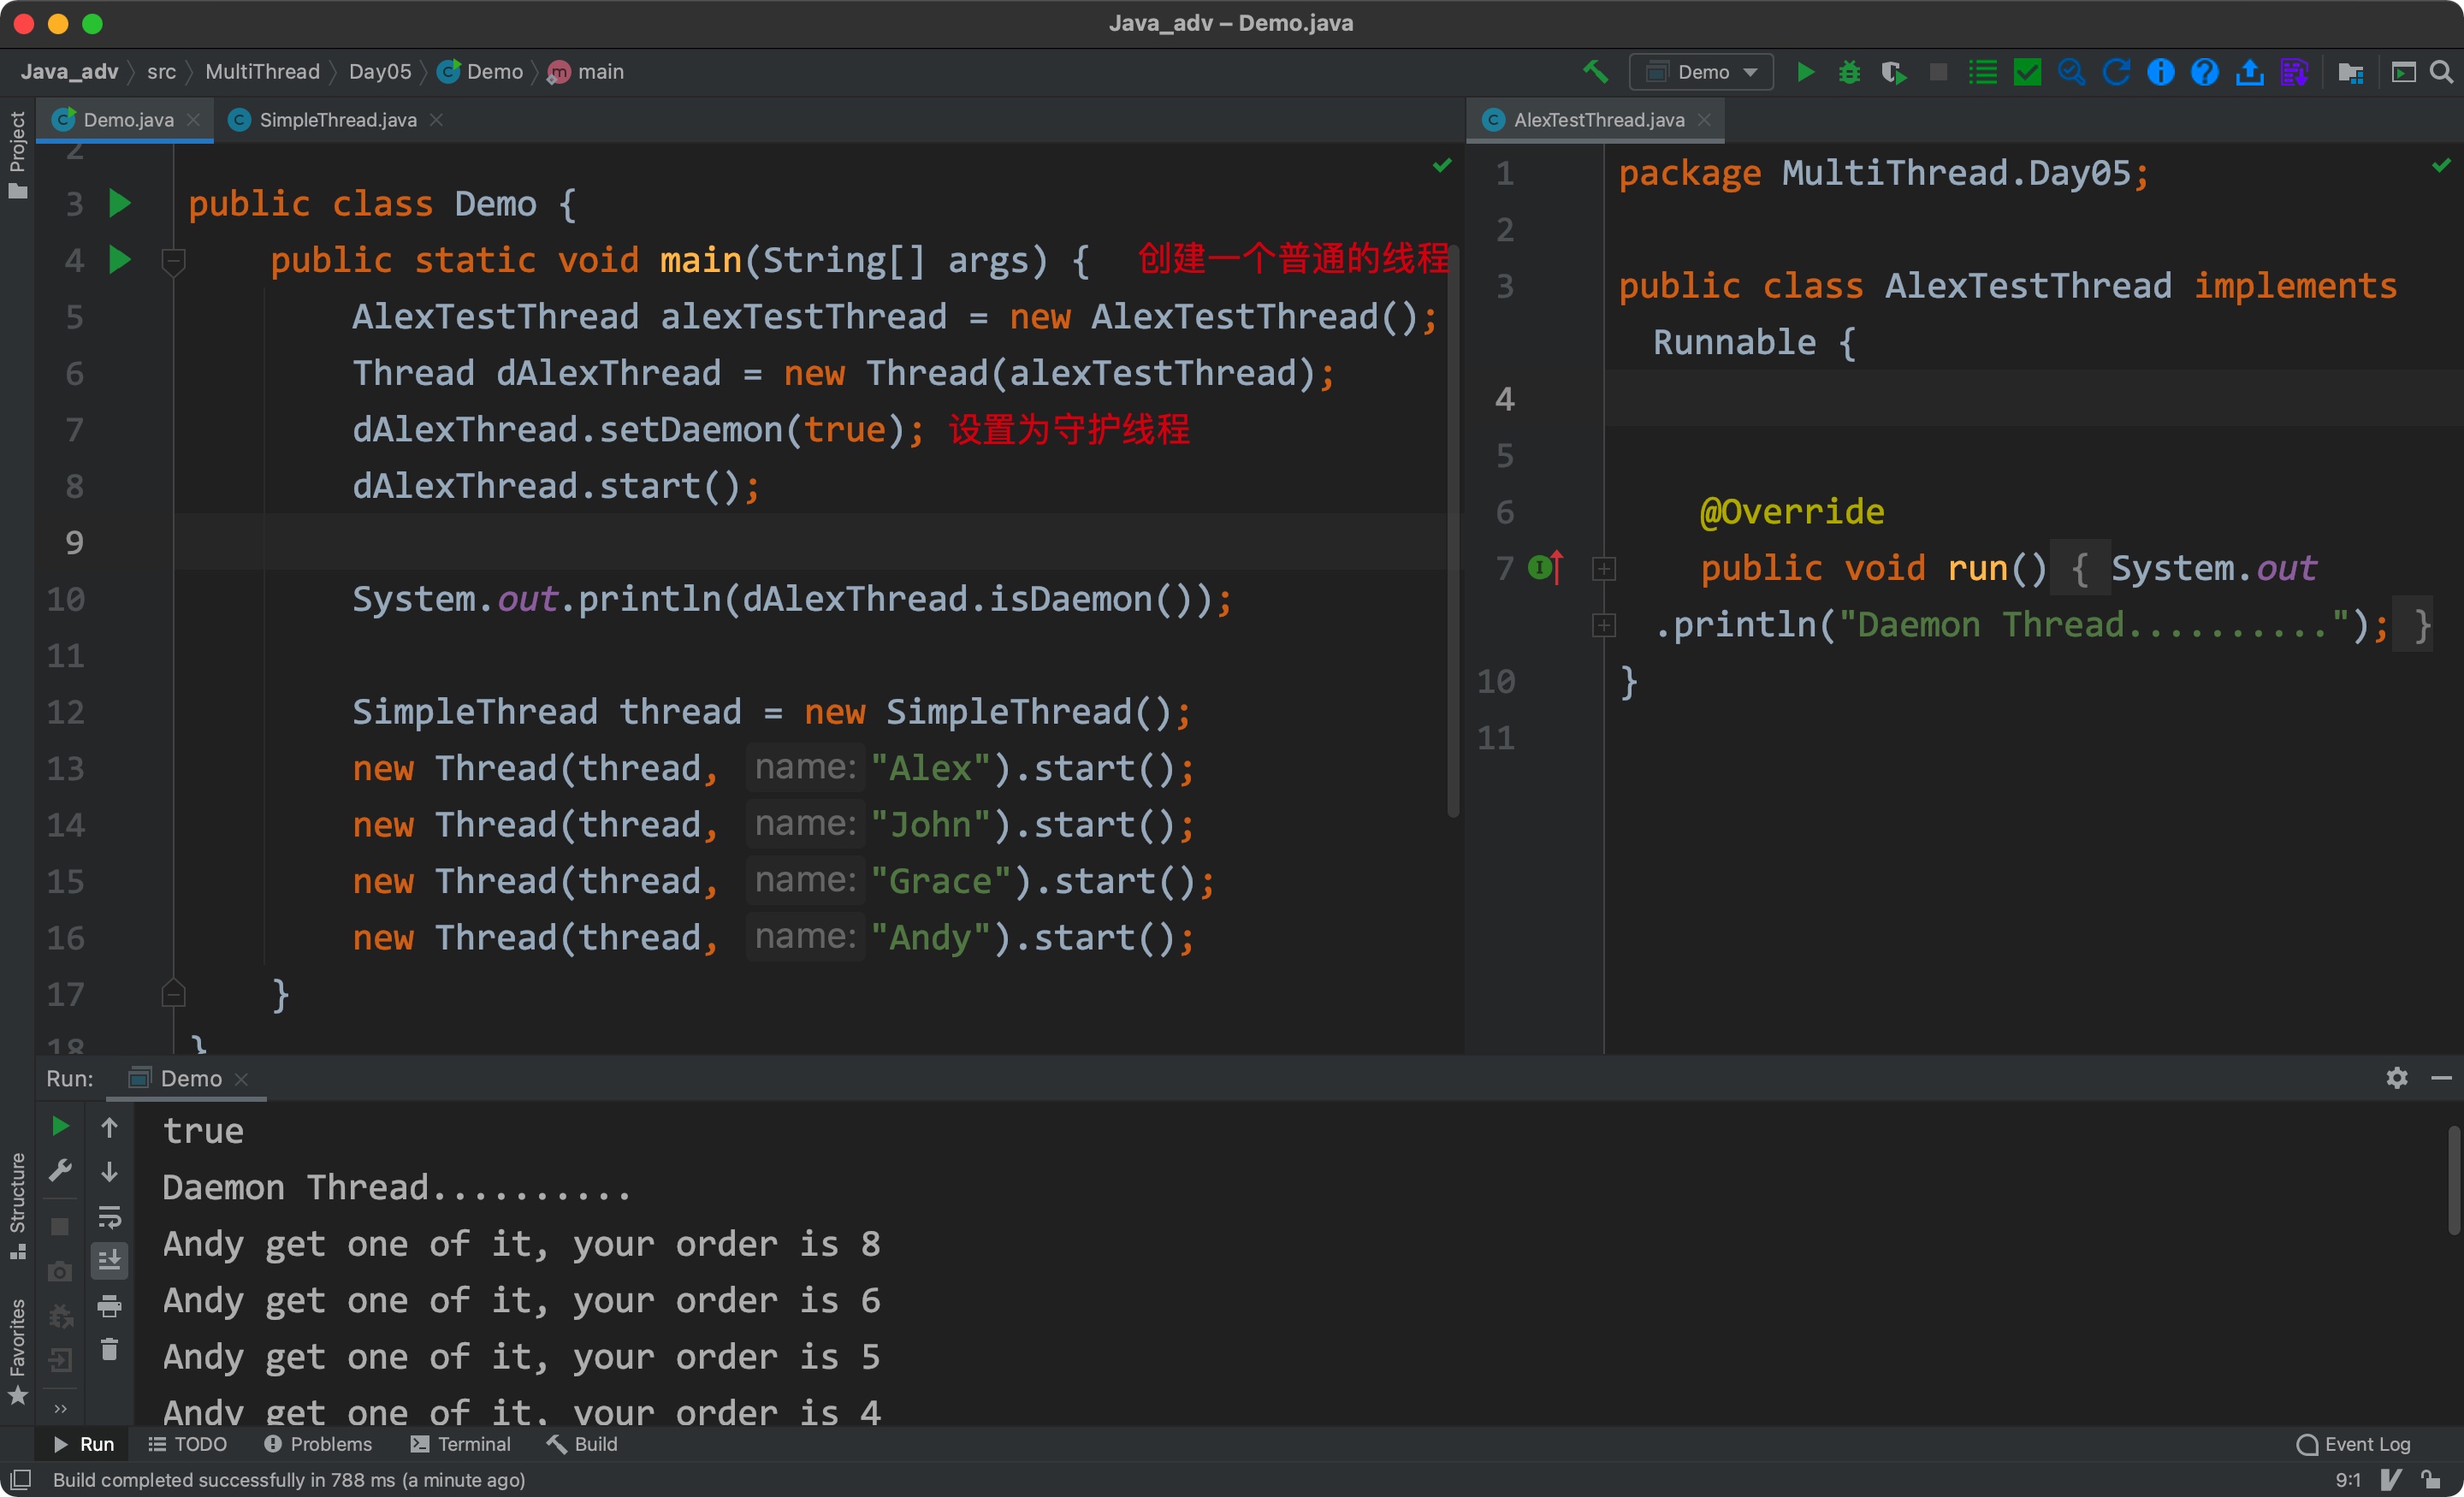 Java_adv – Demo.java
Java_adv src MultiThread Day05 Demo main
Demo
Project
Demo.java
SimpleThread.java
2
3 public class Demo {
4 public static void main(String[] args) { 创建一个普通的线程
5 AlexTestThread alexTestThread = new AlexTestThread();
6 Thread dAlexThread = new Thread(alexTestThread);
7 dAlexThread.setDaemon(true); 设置为守护线程
8 dAlexThread.start();
9
10 System.out.println(dAlexThread.isDaemon());
11
12 SimpleThread thread = new SimpleThread();
13 new Thread(thread, name: "Alex").start();
14 new Thread(thread, name: "John").start();
15 new Thread(thread, name: "Grace").start();
16 new Thread(thread, name: "Andy").start();
17 }
18 }
AlexTestThread.java
1 package MultiThread.Day05;
2
3 public class AlexTestThread implements
Runnable {
4
5
6 @Override
7 public void run() { System.out
.println("Daemon Thread.........."); }
10 }
11
Run: Demo
true
Daemon Thread..........
Andy get one of it, your order is 8
Andy get one of it, your order is 6
Andy get one of it, your order is 5
Andy get one of it, your order is 4
Structure
Favorites
Run TODO Problems Terminal Build Event Log
Build completed successfully in 788 ms (a minute ago) 9:1